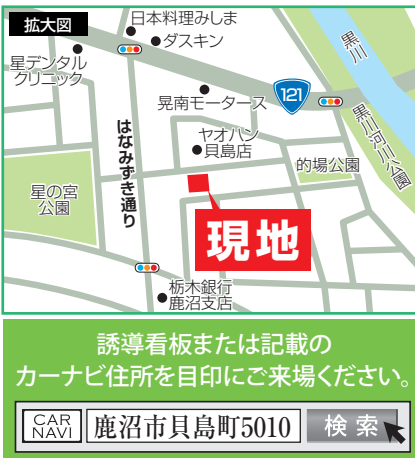 拡大図
日本料理みしま
ダスキン
星デンタル
クリニック
黒川
121
晃南モータース
黒川河川公園
はなみずき通り
ヤオハン
貝島店
的場公園
星の宮
公園
現地
栃木銀行
鹿沼支店
誘導看板または記載の
カーナビ住所を目印にご来場ください。
CAR
NAVI
鹿沼市貝島町5010
検索